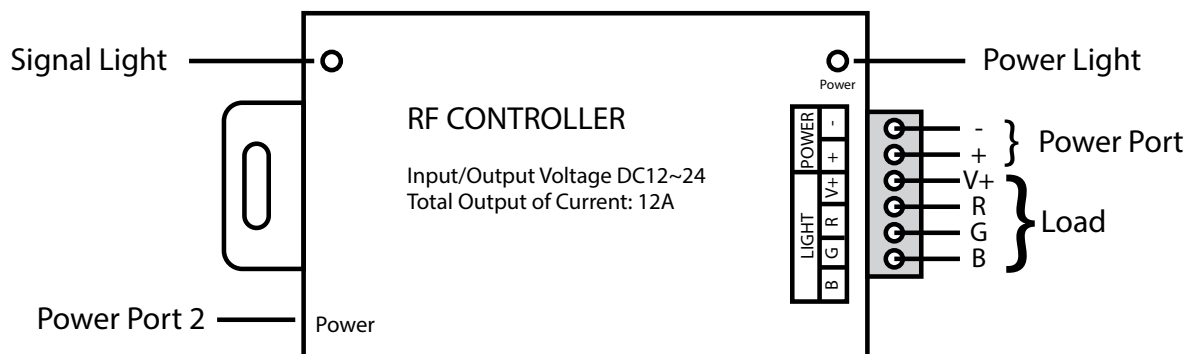 Signal Light
Power Light
Power
RF CONTROLLER
Input/Output Voltage DC12~24
Total Output of Current: 12A
POWER
-
+
LIGHT
V+
R
G
B
-
+
Power Port
V+
R
G
B
Load
Power Port 2
Power